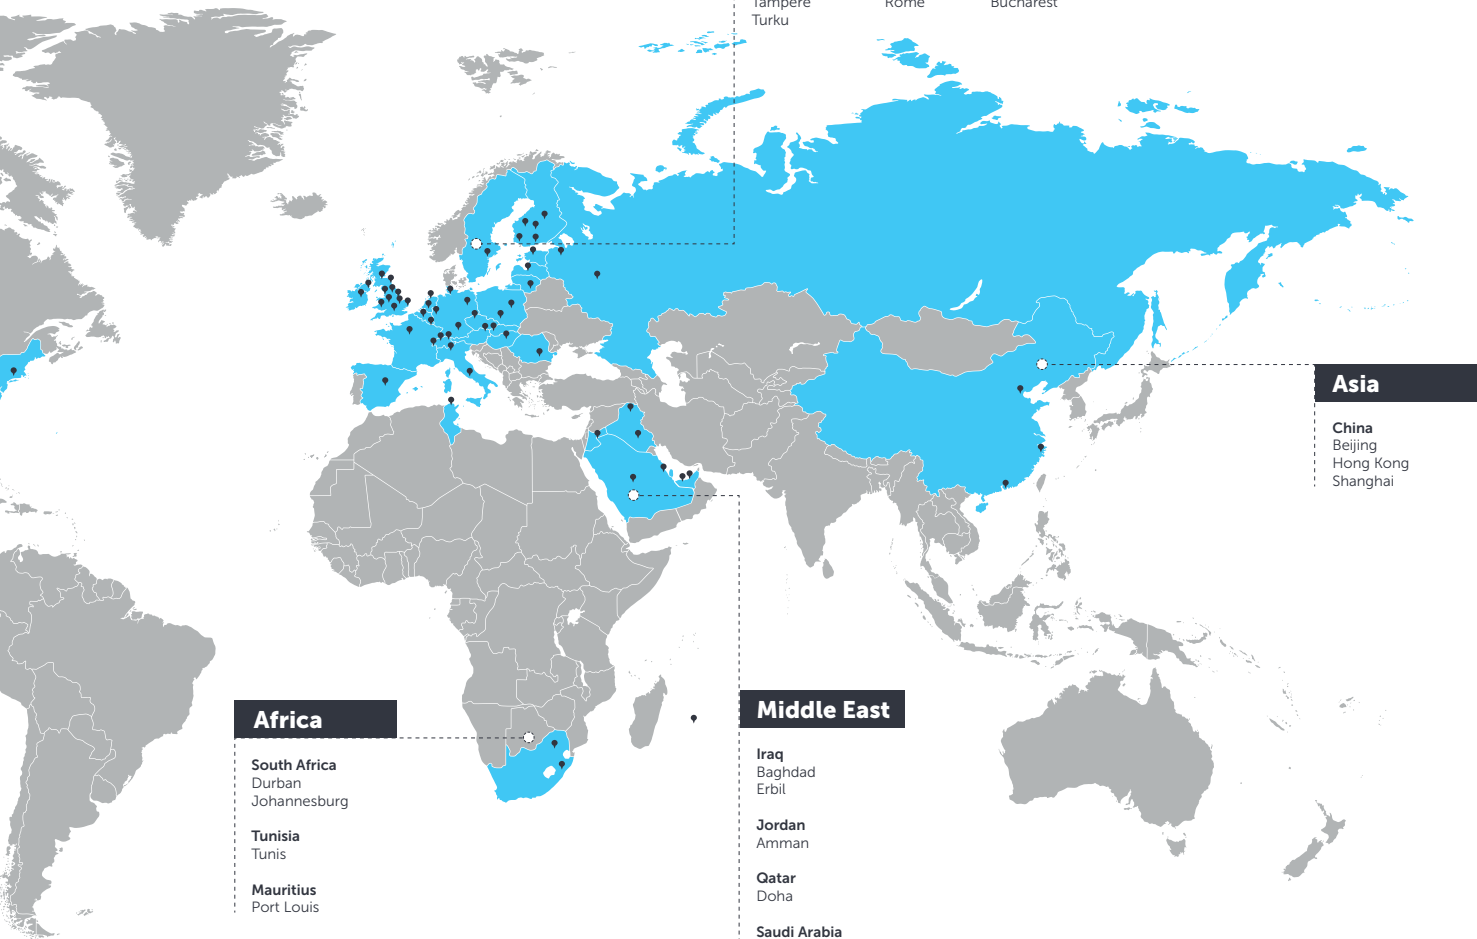 Tampere
Turku
Rome
Bucharest
Asia
China
Beijing
Hong Kong
Shanghai
Africa
South Africa
Durban
Johannesburg
Tunisia
Tunis
Mauritius
Port Louis
Middle East
Iraq
Baghdad
Erbil
Jordan
Amman
Qatar
Doha
Saudi Arabia